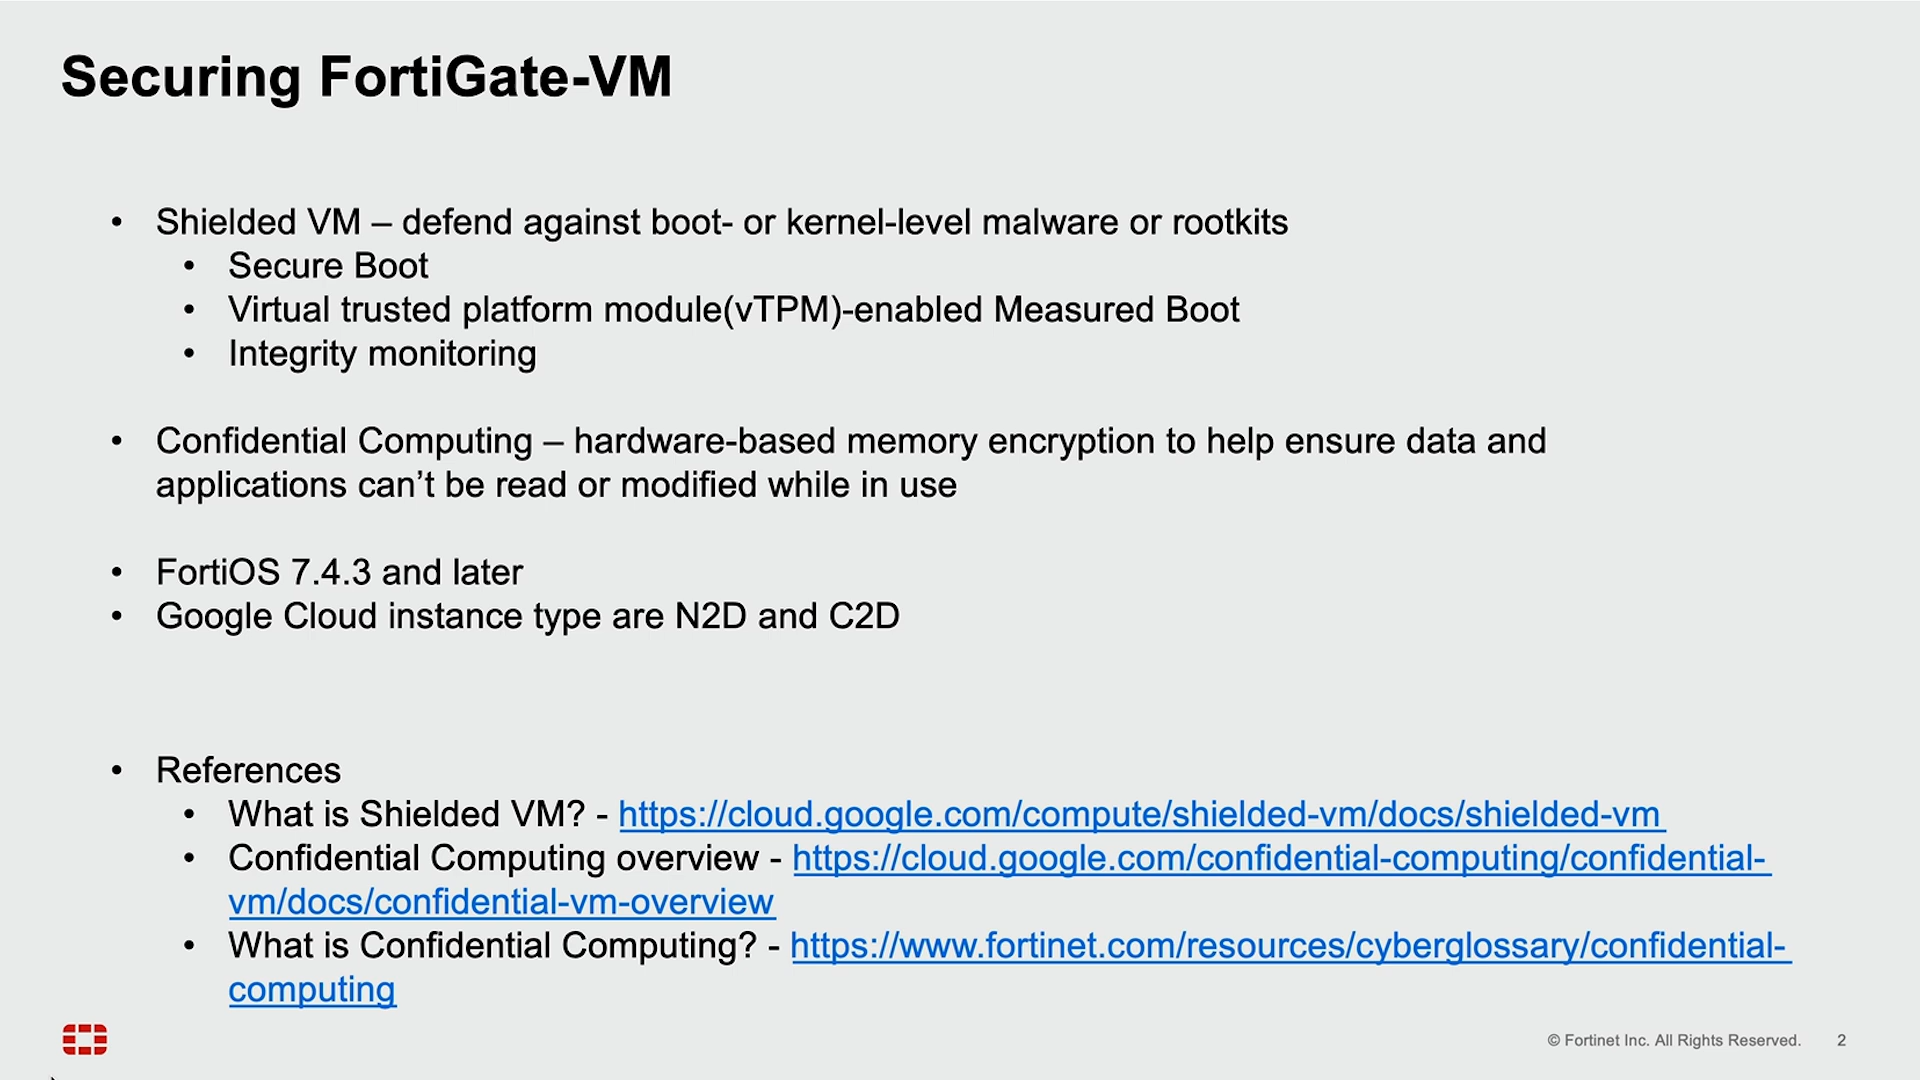 Securing FortiGate-VM
• Shielded VM – defend against boot- or kernel-level malware or rootkits
• Secure Boot
• Virtual trusted platform module(vTPM)-enabled Measured Boot
• Integrity monitoring
• Confidential Computing – hardware-based memory encryption to help ensure data and
applications can’t be read or modified while in use
• FortiOS 7.4.3 and later
• Google Cloud instance type are N2D and C2D
• References
• What is Shielded VM? - https://cloud.google.com/compute/shielded-vm/docs/shielded-vm
• Confidential Computing overview - https://cloud.google.com/confidential-computing/confidential-
vm/docs/confidential-vm-overview
• What is Confidential Computing? - https://www.fortinet.com/resources/cyberglossary/confidential-
computing
© Fortinet Inc. All Rights Reserved. 2